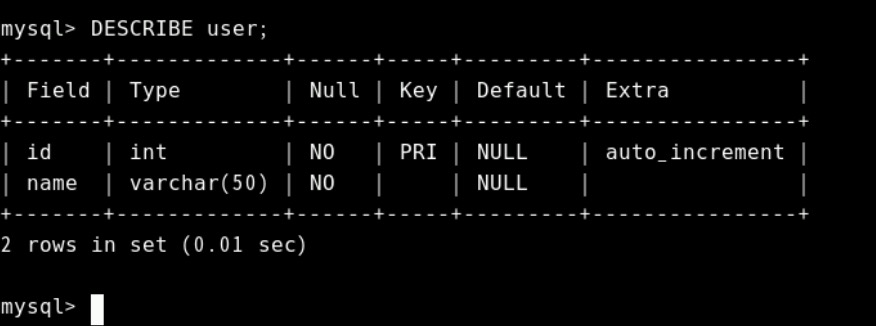 mysql> DESCRIBE user;
+-------+-------------+------+-----+---------+----------------+
| Field | Type        | Null | Key | Default | Extra          |
+-------+-------------+------+-----+---------+----------------+
| id    | int         | NO   | PRI | NULL    | auto_increment |
| name  | varchar(50) | NO   |     | NULL    |                |
+-------+-------------+------+-----+---------+----------------+
2 rows in set (0.01 sec)
mysql>